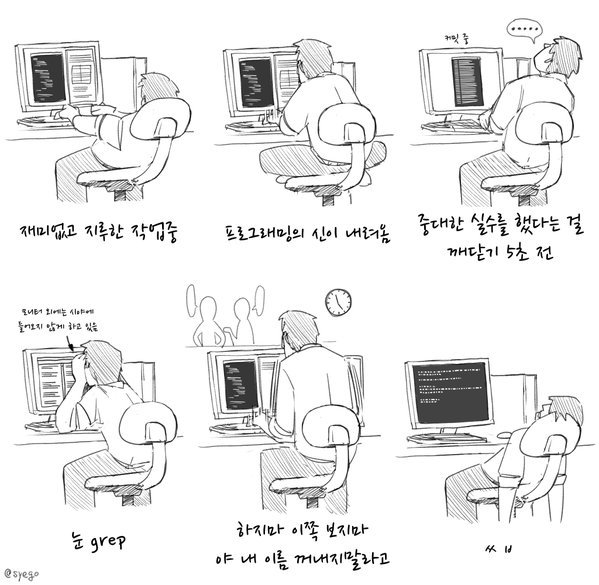 커밋 중
재미없고 지루한 작업중
프로그래밍의 신이 내려옴
중대한 실수를 했다는 걸
깨닫기 5초 전
모니터 외에는 시야에
들어오지 않게 하고 있음
눈 grep
하지마 이쪽 보지마
야 내 이름 꺼내지말라고
ㅆㅂ
@syego